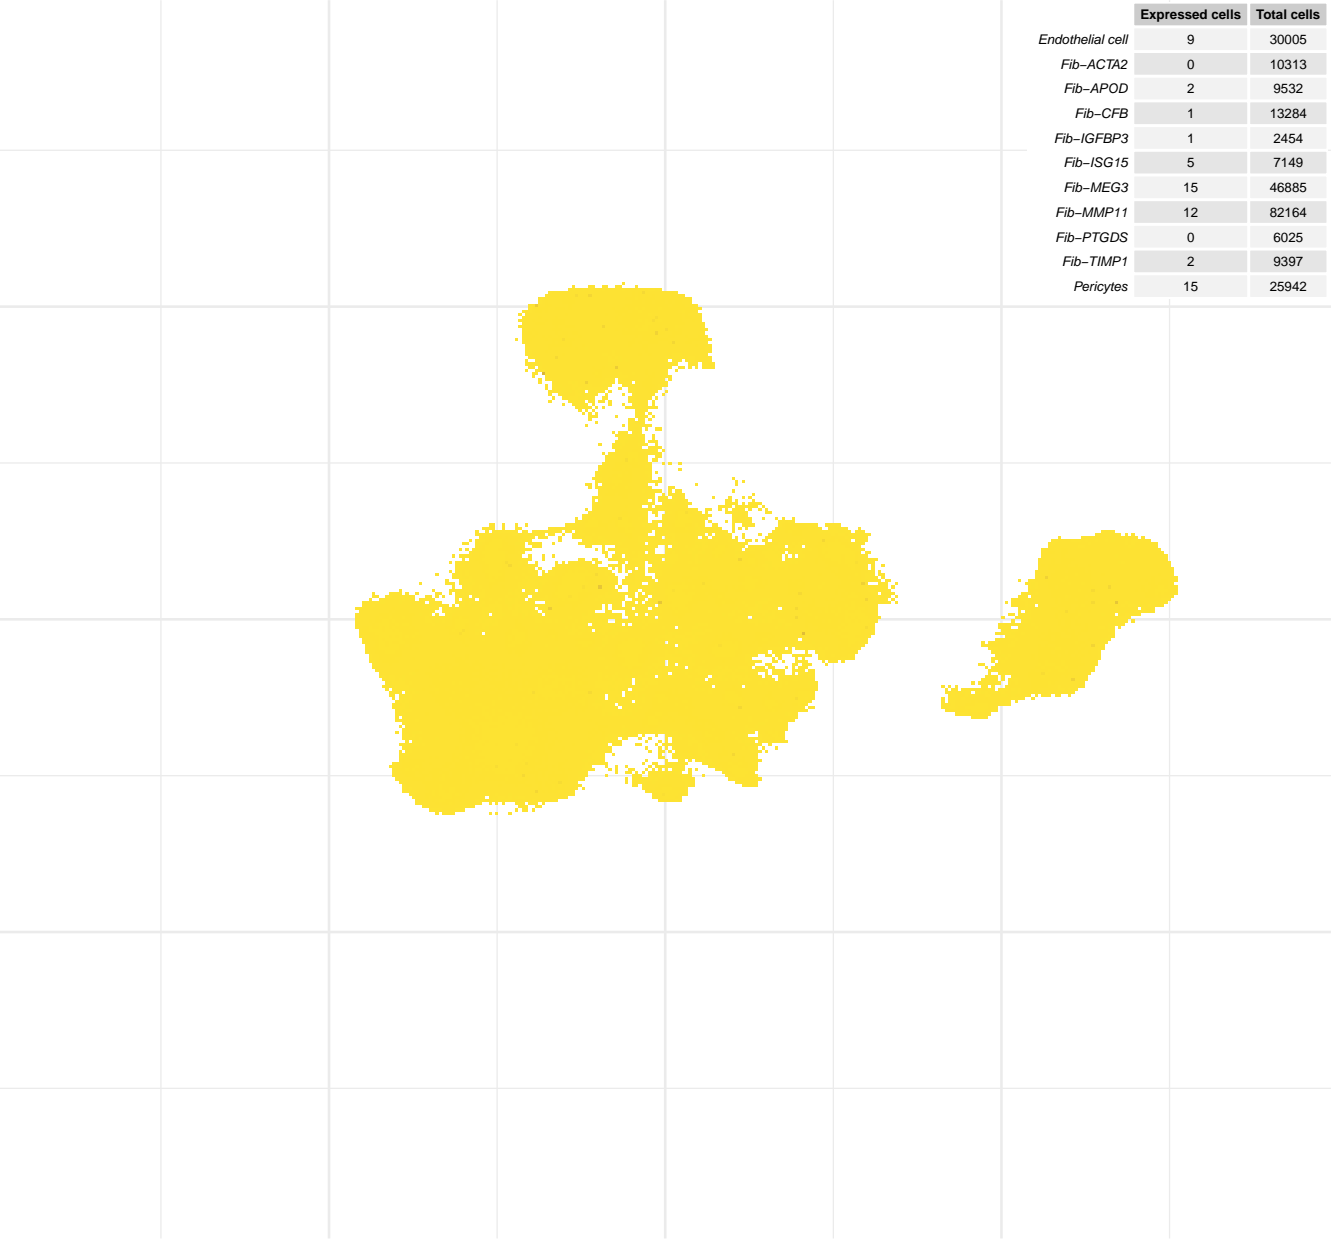 Expressed cells Total cells
Endothelial cell 9 30005
Fib−ACTA2 0 10313
Fib−APOD 2 9532
Fib−CFB 1 13284
Fib−IGFBP3 1 2454
Fib−ISG15 5 7149
Fib−MEG3 15 46885
Fib−MMP11 12 82164
Fib−PTGDS 0 6025
Fib−TIMP1 2 9397
Pericytes 15 25942